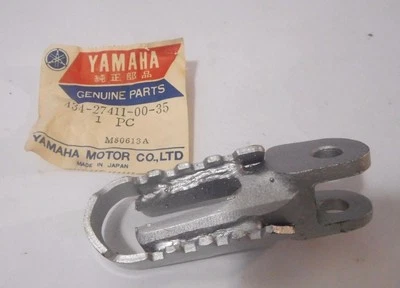 YAMAHA
純正部品
GENUINE PARTS
434-27411-00-35
1 PC
M50613A
YAMAHA MOTOR CO.,LTD
MADE IN JAPAN